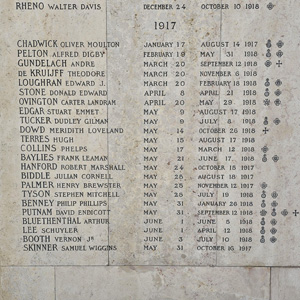 RHENO WALTER DAVIS DECEMBER 24 OCTOBER 10 1918
1917
CHADWICK OLIVER MOULTON JANUARY 17 AUGUST 14 1917
PELTON ALFRED DIGBY FEBRUARY 19 MAY 31 1918
GUNDELACH ANDRE MARCH 20 SEPTEMBER 12 1918
DE KRUIJFF THEODORE MARCH 20 NOVEMBER 6 1918
LOUGHRAN EDWARD J. MARCH 20 FEBRUARY 18 1918
STONE DONALD EDWARD APRIL 8 APRIL 21 1918
OVINGTON CARTER LANDRAM APRIL 20 MAY 29 1918
EDGAR STUART EMMET MAY 9 AUGUST 17 1918
TUCKER DUDLEY GILMAN MAY 9 JULY 8 1918
DOWD MEREDITH LOVELAND MAY 14 OCTOBER 26 1918
TERRES HUGH MAY 15 AUGUST 17 1918
COLLINS PHELPS MAY 17 MARCH 12 1918
BAYLIES FRANK LEAMAN MAY 21 JUNE 17 1918
HANFORD ROBERT MARSHALL MAY 24 OCTOBER 15 1917
BIDDLE JULIAN CORNELL MAY 28 AUGUST 18 1917
PALMER HENRY BREWSTER MAY 28 NOVEMBER 12 1917
TYSON STEPHEN MITCHELL MAY 28 JULY 19 1918
BENNEY PHILIP PHILLIPS MAY 31 JANUARY 26 1918
PUTNAM DAVID ENDICOTT MAY 31 SEPTEMBER 12 1918
BLUETHENTHAL ARTHUR JUNE 1 JUNE 5 1918
LEE SCHUYLER JUNE 1 APRIL 12 1918
BOOTH VERNON JR JUNE 3 JULY 10 1918
SKINNER SAMUEL WIGGINS MAY 31 OCTOBER 16 1917